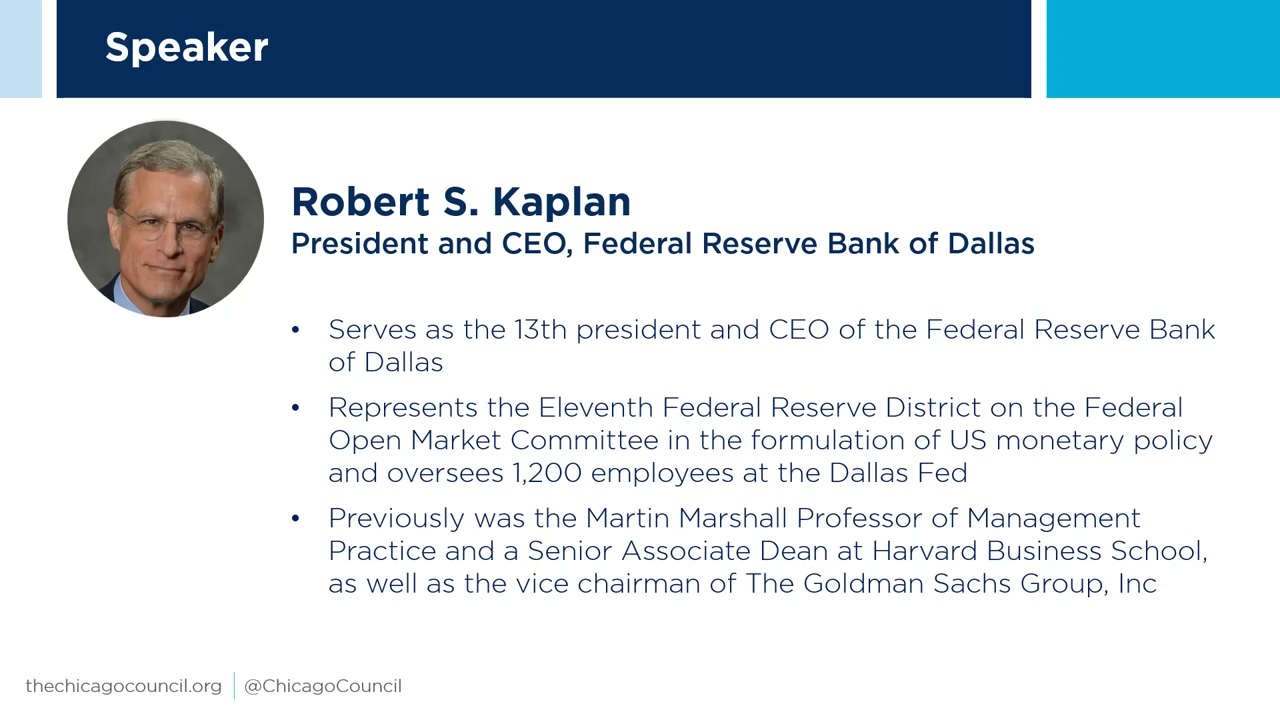 Speaker
Robert S. Kaplan
President and CEO, Federal Reserve Bank of Dallas
• Serves as the 13th president and CEO of the Federal Reserve Bank
of Dallas
• Represents the Eleventh Federal Reserve District on the Federal
Open Market Committee in the formulation of US monetary policy
and oversees 1,200 employees at the Dallas Fed
• Previously was the Martin Marshall Professor of Management
Practice and a Senior Associate Dean at Harvard Business School,
as well as the vice chairman of The Goldman Sachs Group, Inc
thechicagocouncil.org | @ChicagoCouncil